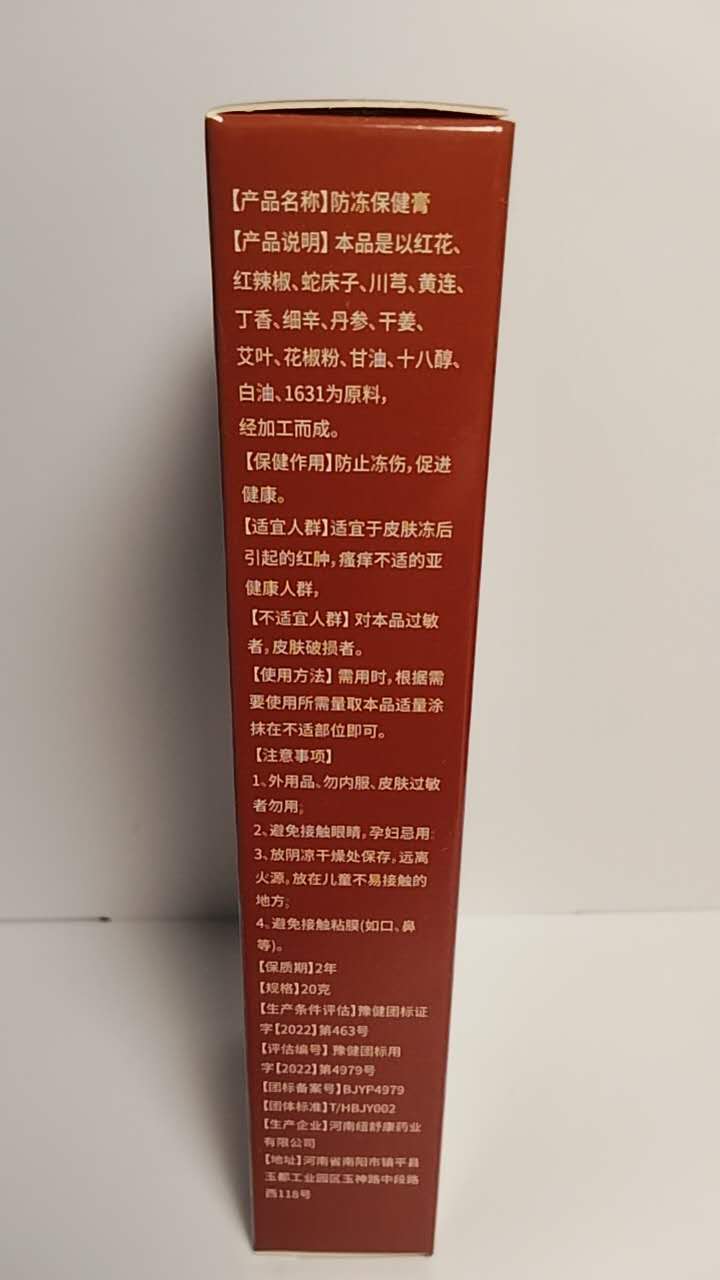 【产品名称】防冻保健膏
【产品说明】本品是以红花、
红辣椒、蛇床子、川芎、黄连、
丁香、细辛、丹参、干姜、
艾叶、花椒粉、甘油、十八醇、
白油、1631为原料,
经加工而成。
【保健作用】防止冻伤,促进
健康。
【适宜人群】适宜于皮肤冻后
引起的红肿,瘙痒不适的亚
健康人群,
【不适宜人群】对本品过敏
者,皮肤破损者。
【使用方法】需用时,根据需
要使用所需量取本品适量涂
抹在不适部位即可。
【注意事项】
1、外用品、勿内服、皮肤过敏
者勿用;
2、避免接触眼睛,孕妇忌用;
3、放阴凉干燥处保存,远离
火源,放在儿童不易接触的
地方;
4、避免接触粘膜(如口、鼻
等)。
【保质期】2年
【规格】20克
【生产条件评估】豫健团标证
字【2022】第463号
【评估编号】豫健团标用
字【2022】第4979号
【团标备案号】BJYP4979
【团体标准】T/HBJY002
【生产企业】河南纽舒康药业
有限公司
【地址】河南省南阳市镇平县
玉都工业园区玉神路中段路
西118号